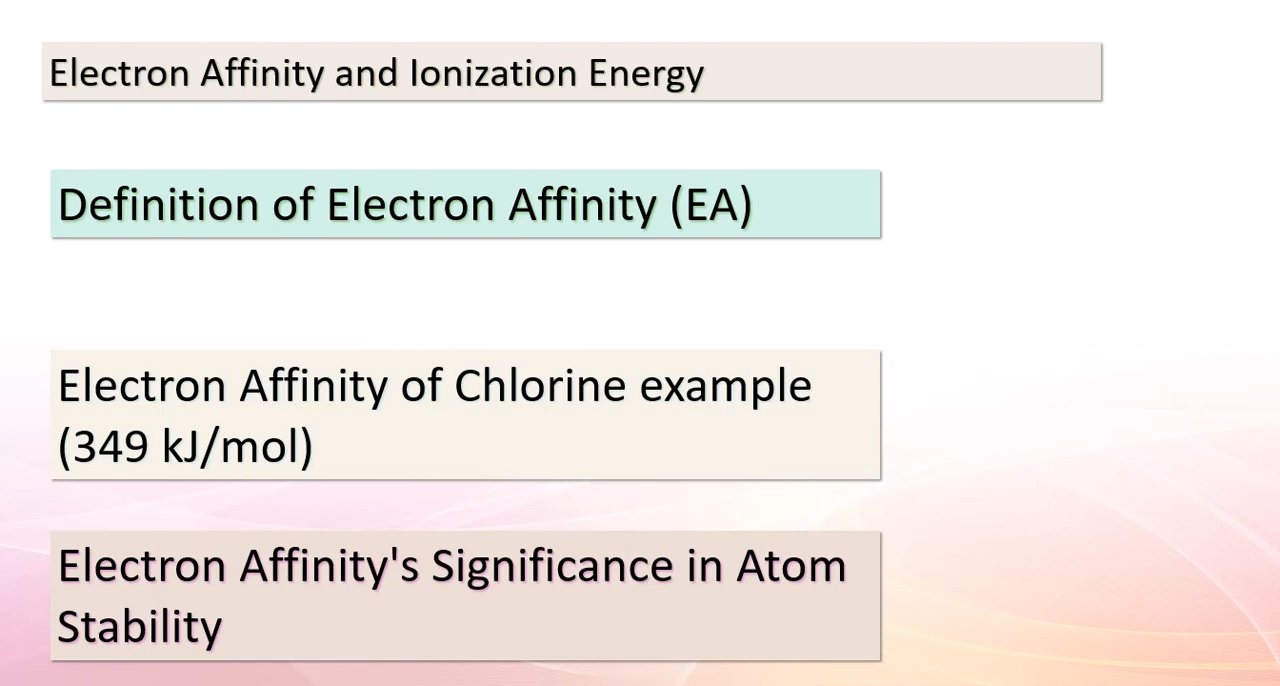 Electron Affinity and Ionization Energy
Definition of Electron Affinity (EA)
Electron Affinity of Chlorine example
(349 kJ/mol)
Electron Affinity's Significance in Atom
Stability